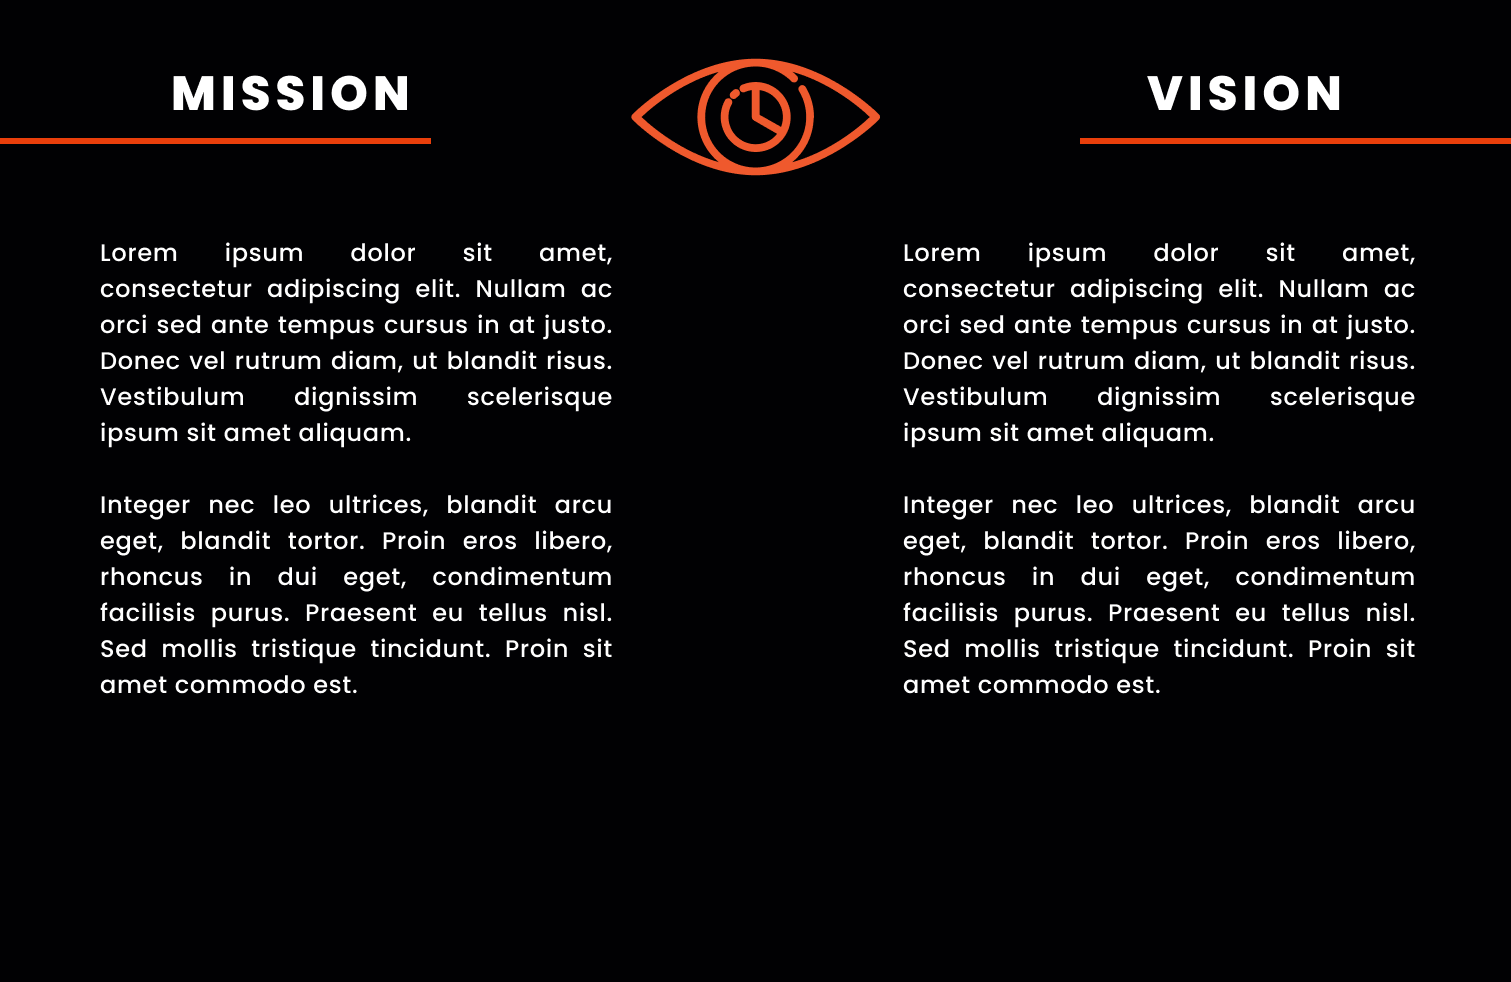 MISSION
Lorem ipsum dolor sit amet,
consectetur adipiscing elit. Nullam ac
orci sed ante tempus cursus in at justo.
Donec vel rutrum diam, ut blandit risus.
Vestibulum dignissim scelerisque
ipsum sit amet aliquam.
Integer nec leo ultrices, blandit arcu
eget, blandit tortor. Proin eros libero,
rhoncus in dui eget, condimentum
facilisis purus. Praesent eu tellus nisl.
Sed mollis tristique tincidunt. Proin sit
amet commodo est.
VISION
Lorem ipsum dolor sit amet,
consectetur adipiscing elit. Nullam ac
orci sed ante tempus cursus in at justo.
Donec vel rutrum diam, ut blandit risus.
Vestibulum dignissim scelerisque
ipsum sit amet aliquam.
Integer nec leo ultrices, blandit arcu
eget, blandit tortor. Proin eros libero,
rhoncus in dui eget, condimentum
facilisis purus. Praesent eu tellus nisl.
Sed mollis tristique tincidunt. Proin sit
amet commodo est.